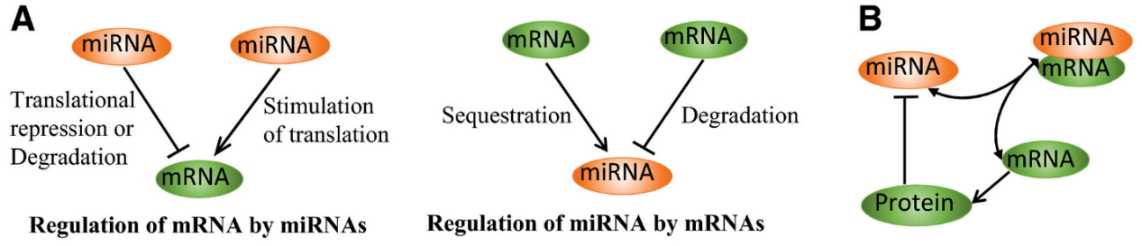 A
miRNA
miRNA
Translational
repression or
Degradation
Stimulation
of translation
mRNA
Regulation of mRNA by miRNAs
mRNA
mRNA
Sequestration
Degradation
miRNA
Regulation of miRNA by mRNAs
B
miRNA
miRNA
mRNA
mRNA
Protein